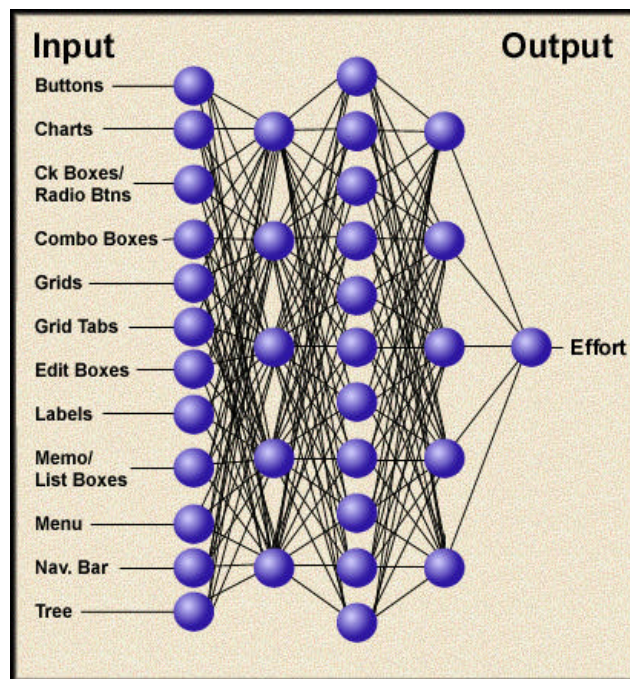 Input
Output
Buttons
Charts
Ck Boxes/
Radio Btns
Combo Boxes
Grids
Grid Tabs
Edit Boxes
Labels
Memo/
List Boxes
Menu
Nav. Bar
Tree
Effort